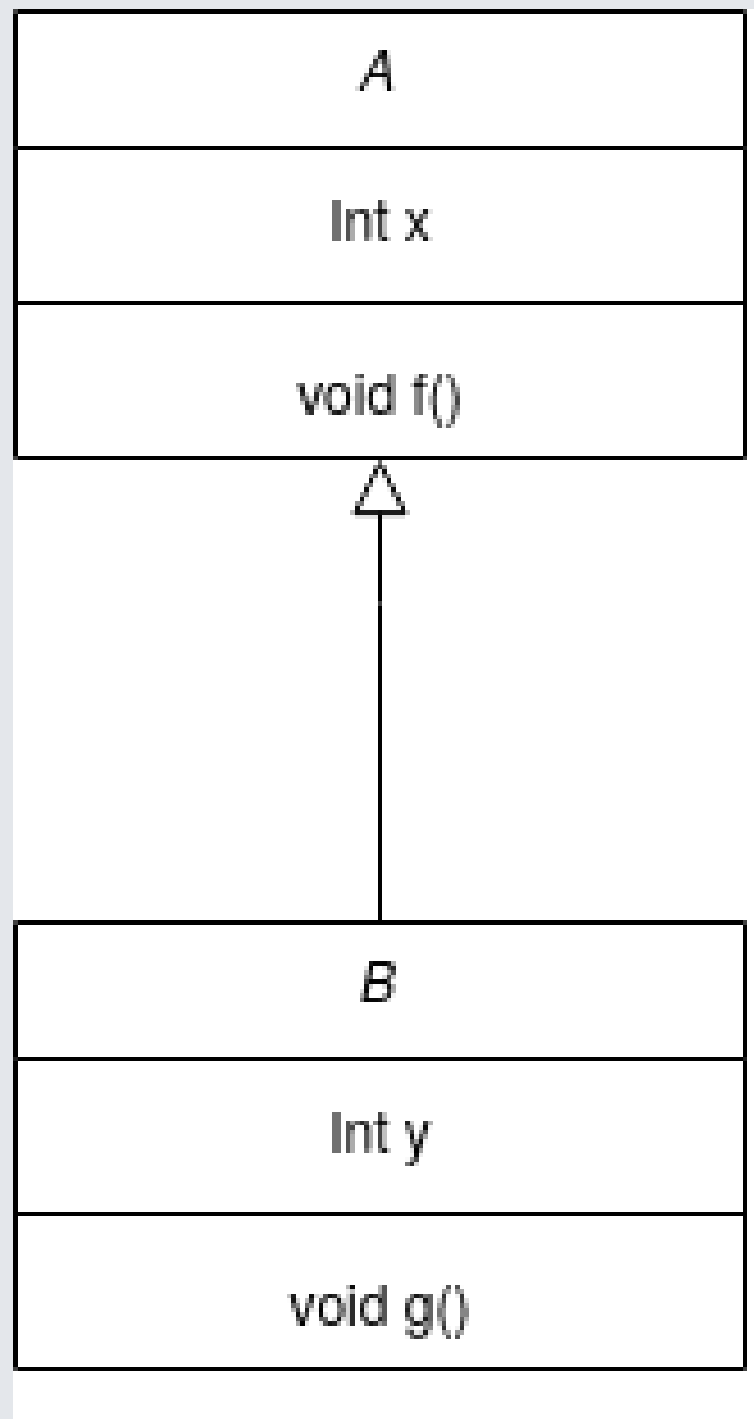 A
Int x
void f()
B
Int y
void g()